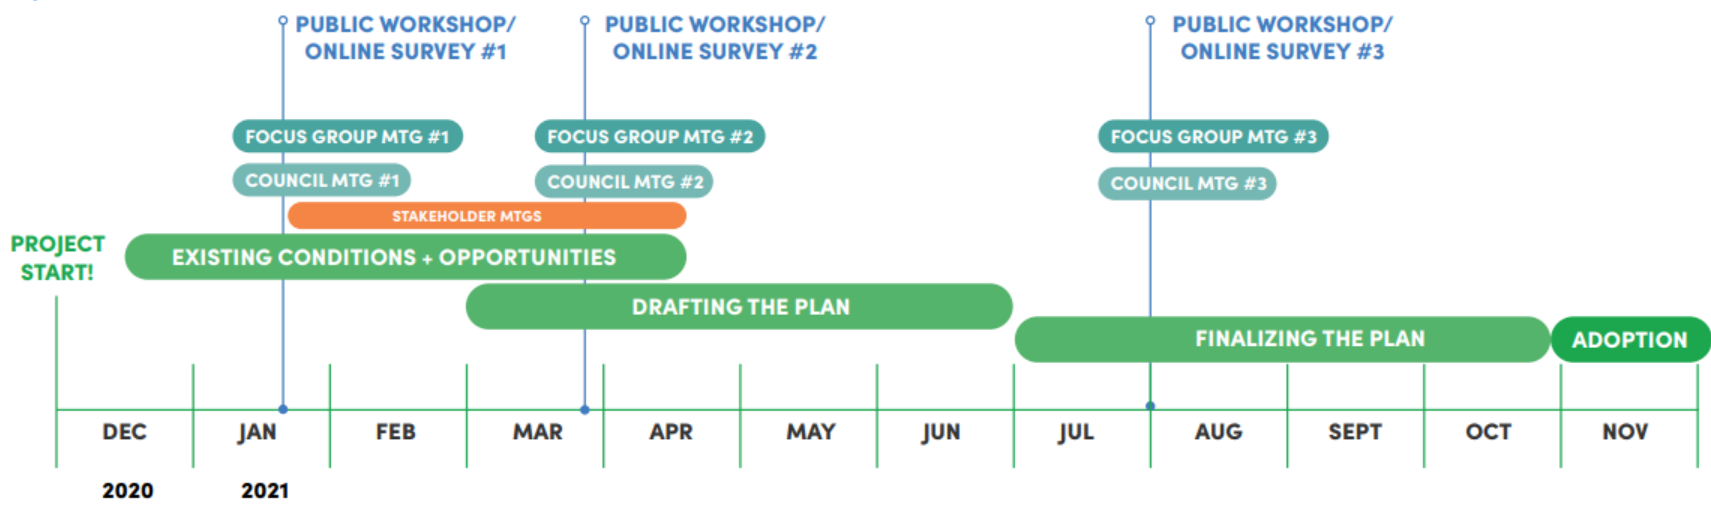 PUBLIC WORKSHOP/
ONLINE SURVEY #1
PUBLIC WORKSHOP/
ONLINE SURVEY #2
PUBLIC WORKSHOP/
ONLINE SURVEY #3
FOCUS GROUP MTG #1
FOCUS GROUP MTG #2
FOCUS GROUP MTG #3
COUNCIL MTG #1
COUNCIL MTG #2
COUNCIL MTG #3
STAKEHOLDER MTGS
PROJECT
START!
EXISTING CONDITIONS + OPPORTUNITIES
DRAFTING THE PLAN
FINALIZING THE PLAN
ADOPTION
DEC
JAN
FEB
MAR
APR
MAY
JUN
JUL
AUG
SEPT
OCT
NOV
2020
2021